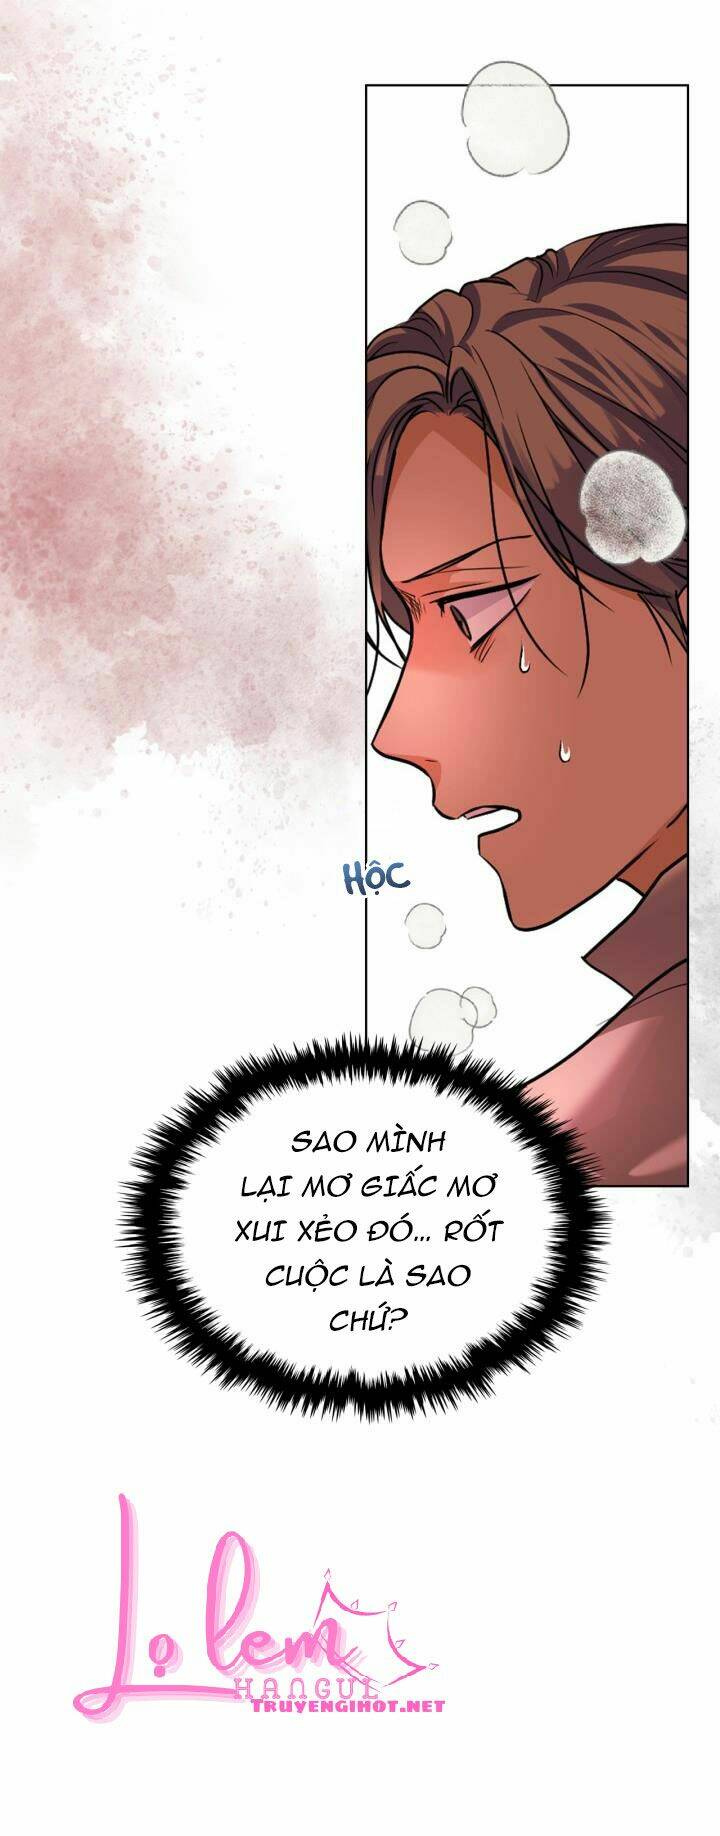 HỘC
SAO MÌNH
LẠI MƠ GIẤC MƠ
XUI XẺO ĐÓ... RỐT
CUỘC LÀ SAO
CHỨ?
Lọ lem
HANGUL
TRUYENGIHOT.NET